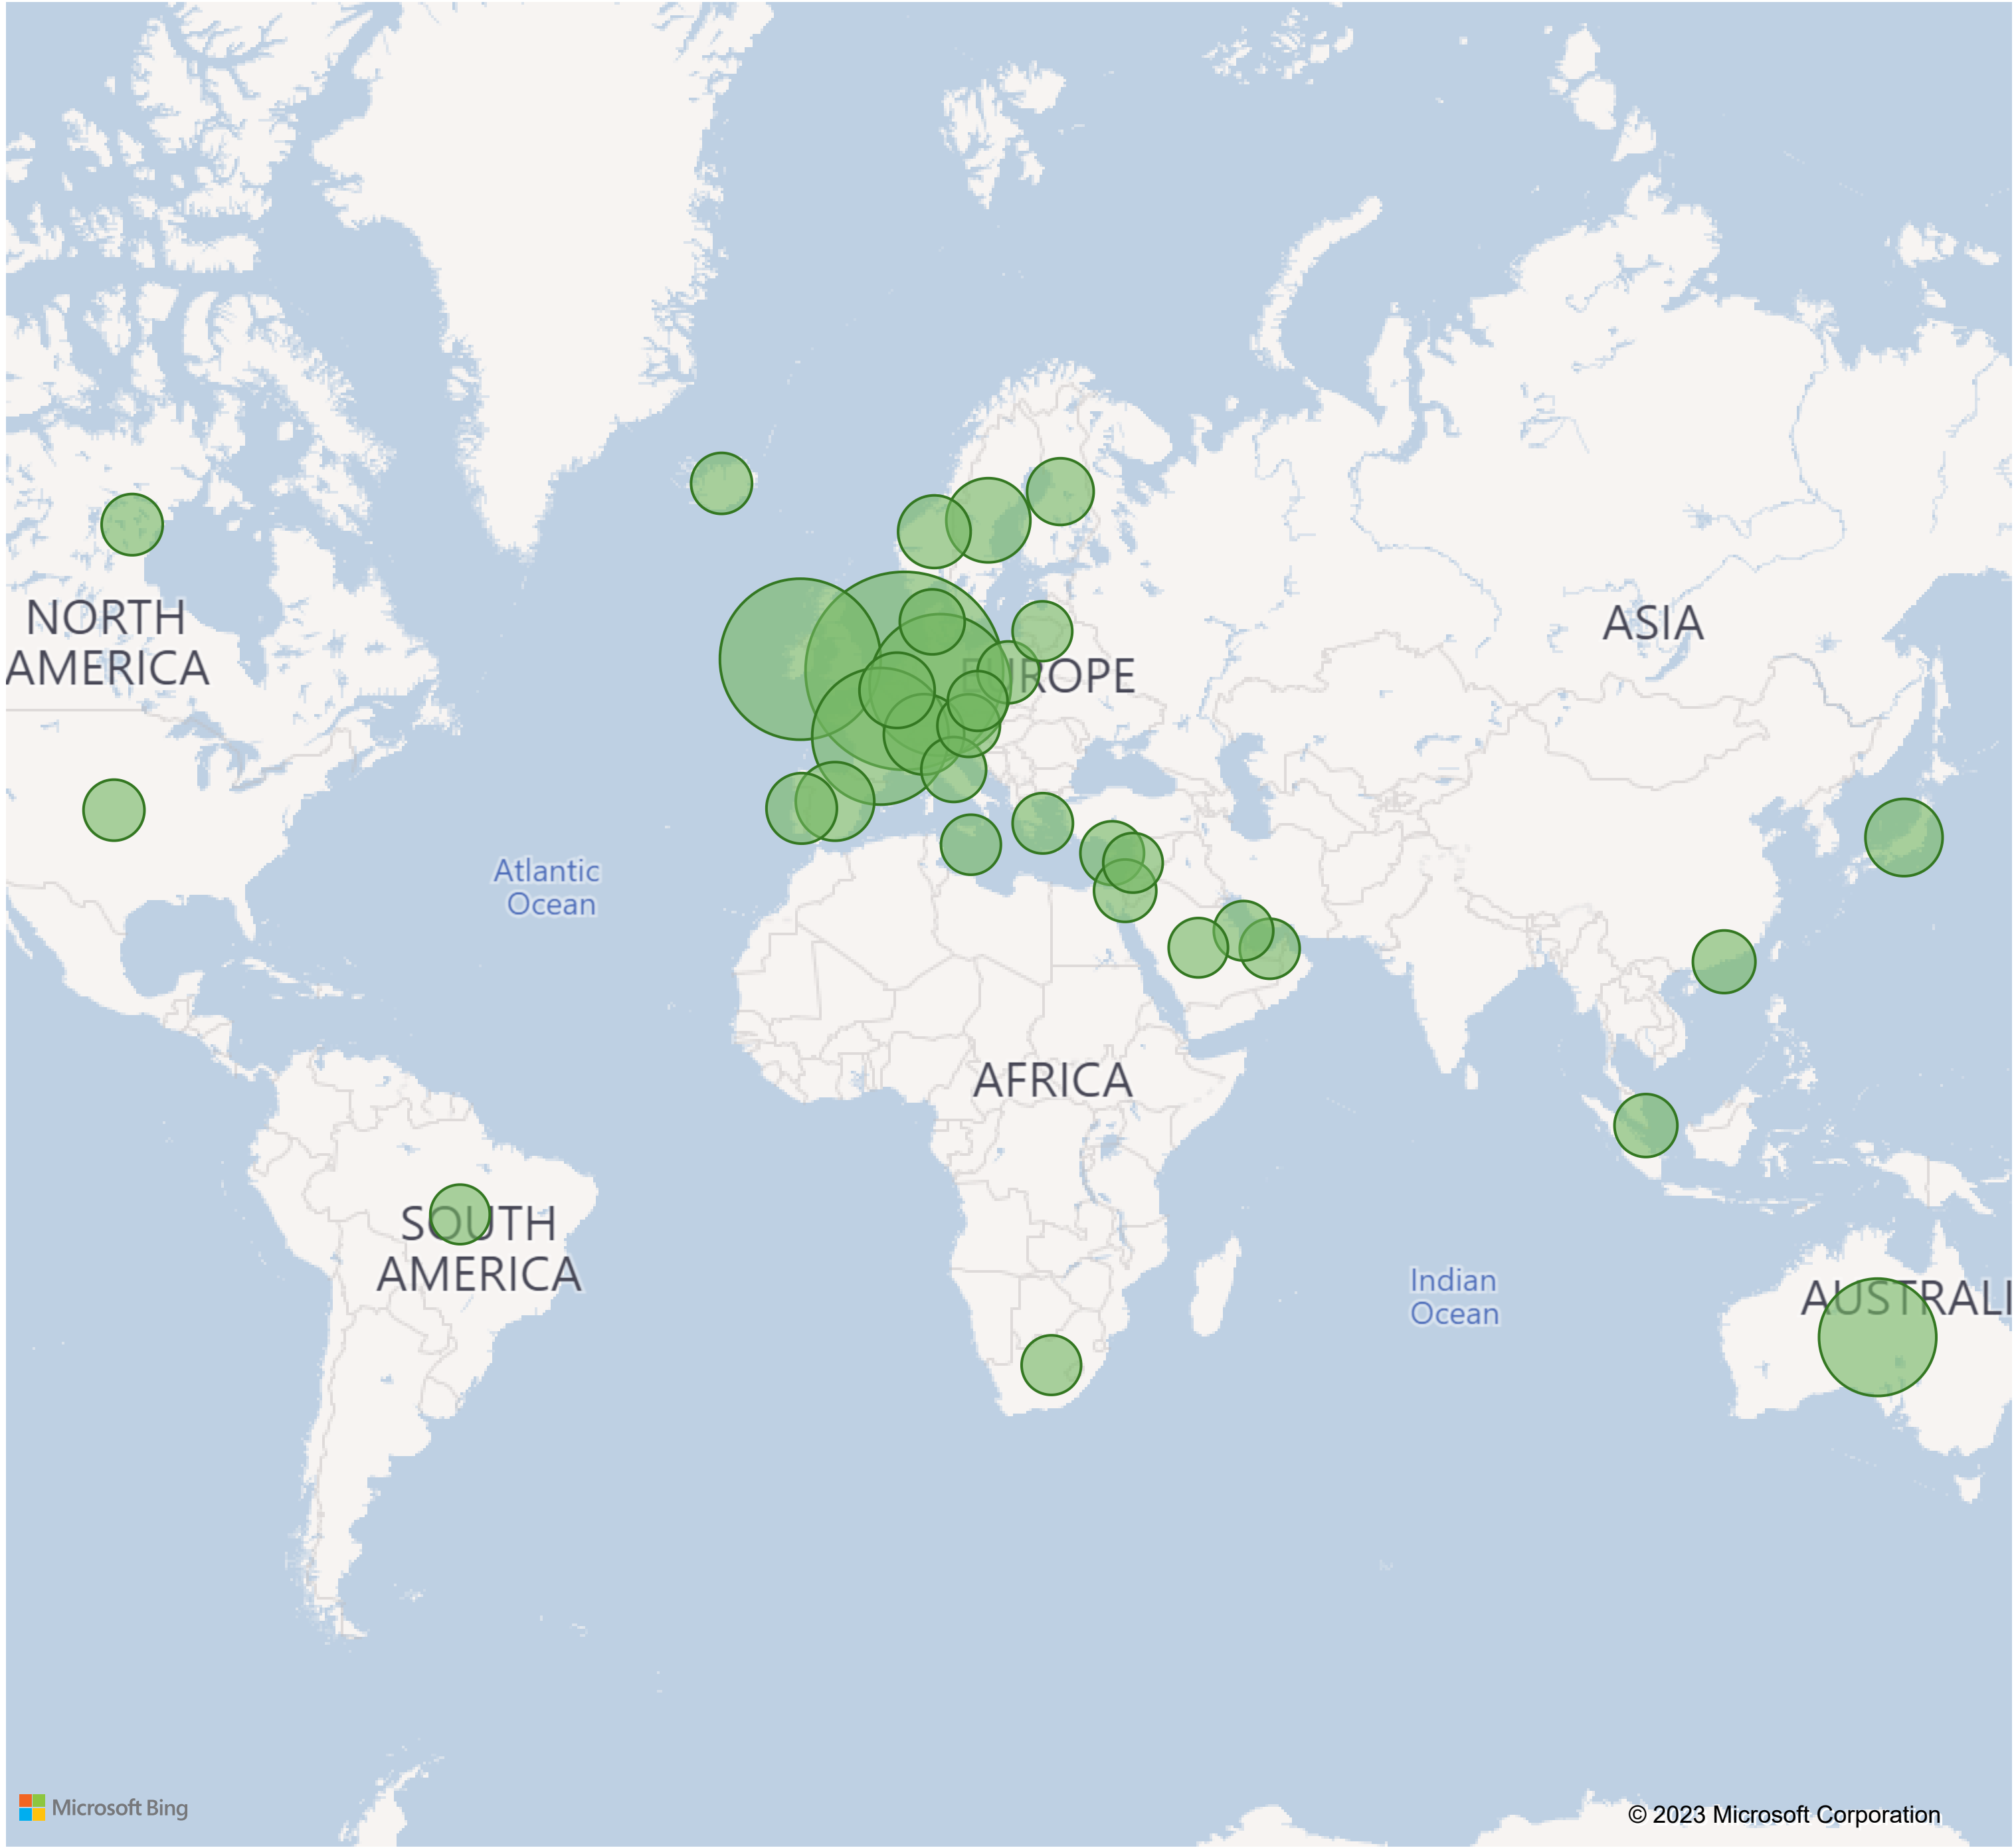 NORTH
AMERICA
ASIA
EUROPE
Atlantic
Ocean
AFRICA
SOUTH
AMERICA
Indian
Ocean
AUSTRALI
Microsoft Bing
© 2023 Microsoft Corporation